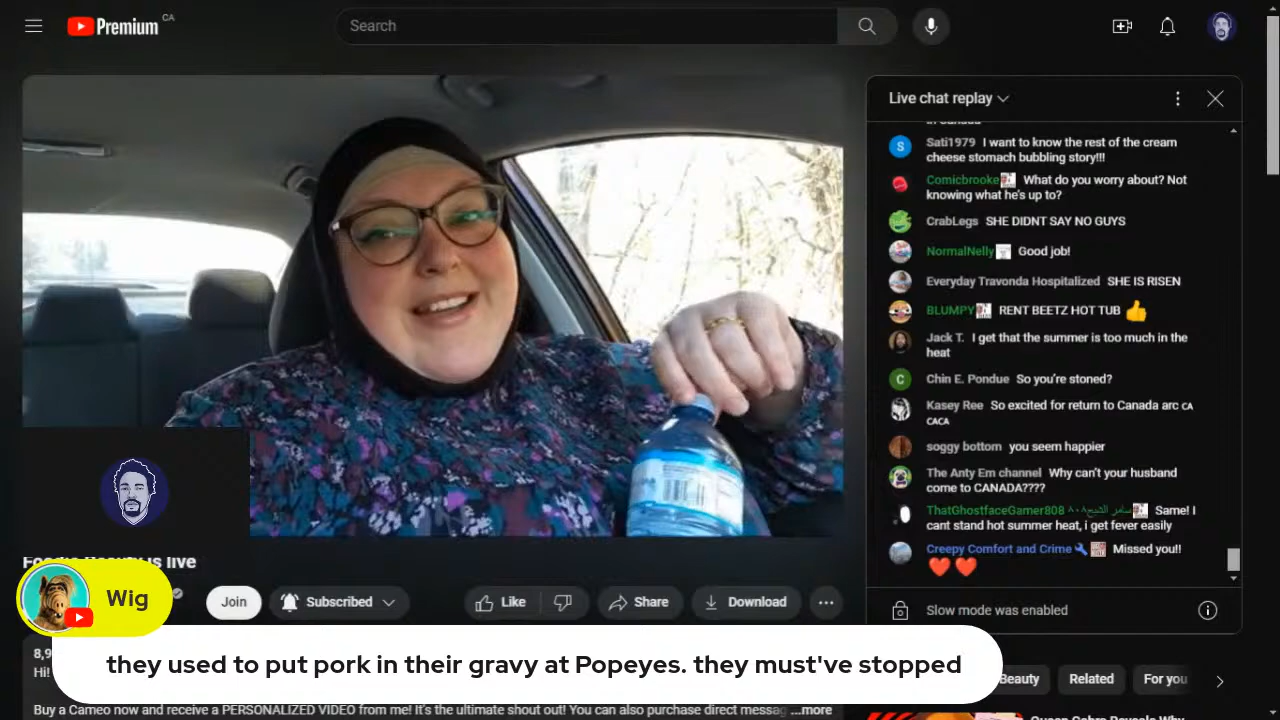 Premium CA
Search
Live chat replay
in Canada
S Sati1979 I want to know the rest of the cream
cheese stomach bubbling story!!!
Comicbrooke What do you worry about? Not
knowing what he's up to?
CrabLegs SHE DIDNT SAY NO GUYS
NormalNelly Good job!
Everyday Travonda Hospitalized SHE IS RISEN
BLUMPY RENT BEETZ HOT TUB 👍
Jack T. I get that the summer is too much in the
heat
C Chin E. Pondue So you're stoned?
Kasey Ree So excited for return to Canada arc CA
CACA
soggy bottom you seem happier
The Anty Em channel Why can't your husband
come to CANADA????
ThatGhostfaceGamer808 سامر الشيخ٨٠٨ Same! I
cant stand hot summer heat, i get fever easily
Creepy Comfort and Crime Missed you!!
❤️❤️
Slow mode was enabled
Foodie Beauty is live
Wig
Join
Subscribed
Like
Share
Download
they used to put pork in their gravy at Popeyes. they must've stopped
8,9
Hi!
Beauty
Related
For you
Buy a Cameo now and receive a PERSONALIZED VIDEO from me! It's the ultimate shout out! You can also purchase direct messag ...more